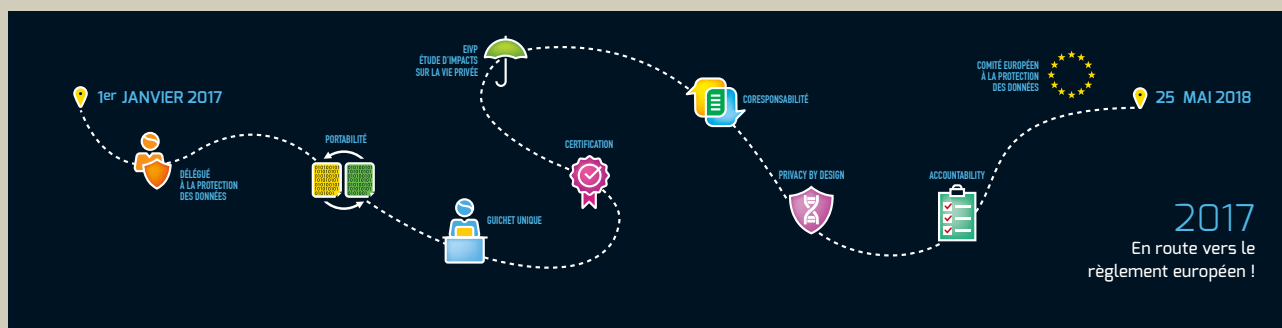 1er JANVIER 2017
DÉLÉGUÉ
À LA PROTECTION
DES DONNÉES
PORTABILITÉ
GUICHET UNIQUE
CERTIFICATION
EIVP
ÉTUDE D'IMPACTS
SUR LA VIE PRIVÉE
CORESPONSABILITÉ
PRIVACY BY DESIGN
ACCOUNTABILITY
COMITÉ EUROPÉEN
À LA PROTECTION
DES DONNÉES
25 MAI 2018
2017
En route vers le
règlement européen !